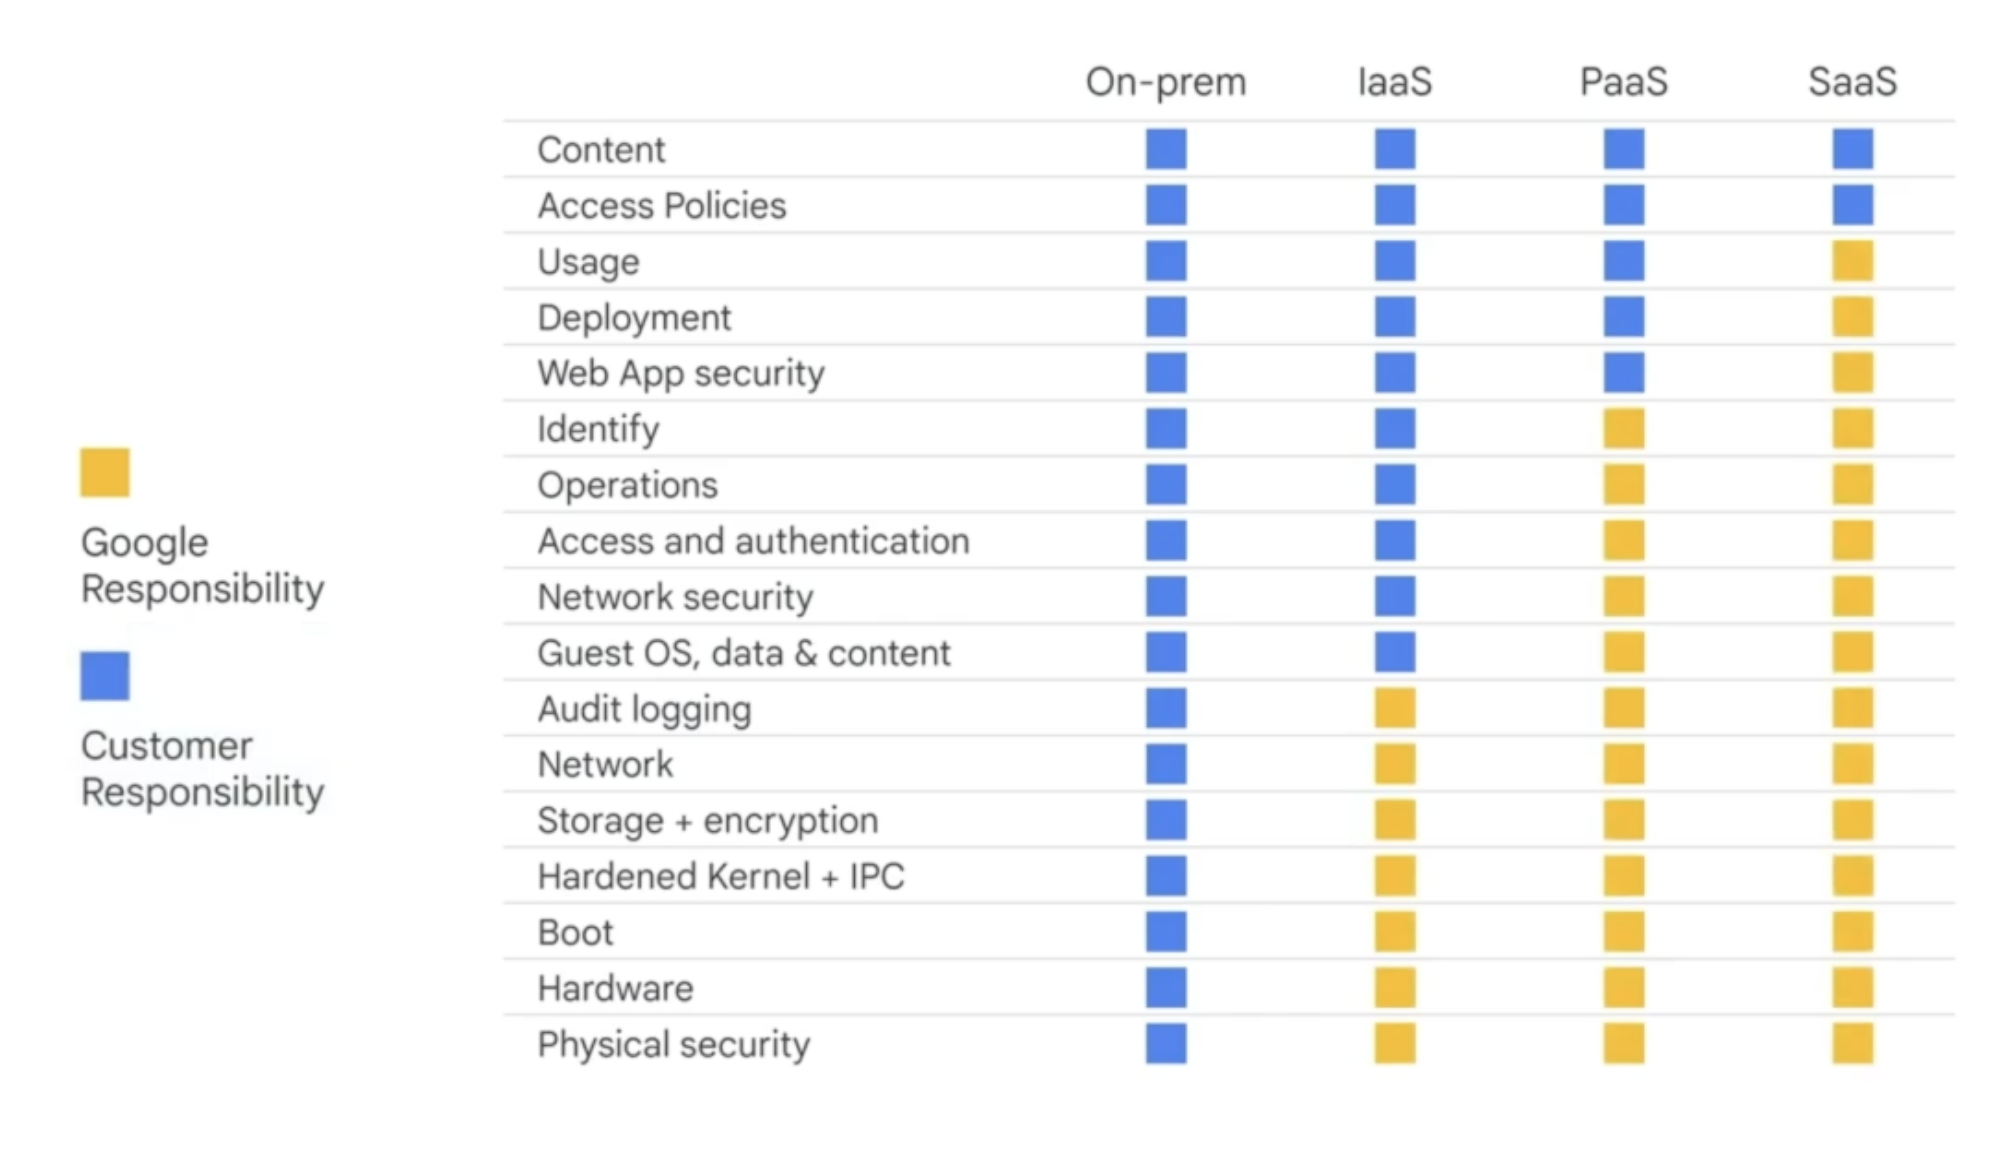 On-prem IaaS PaaS SaaS
Content
Access Policies
Usage
Deployment
Web App security
Identify
Operations
Access and authentication
Network security
Guest OS, data & content
Audit logging
Network
Storage + encryption
Hardened Kernel + IPC
Boot
Hardware
Physical security
Google
Responsibility
Customer
Responsibility